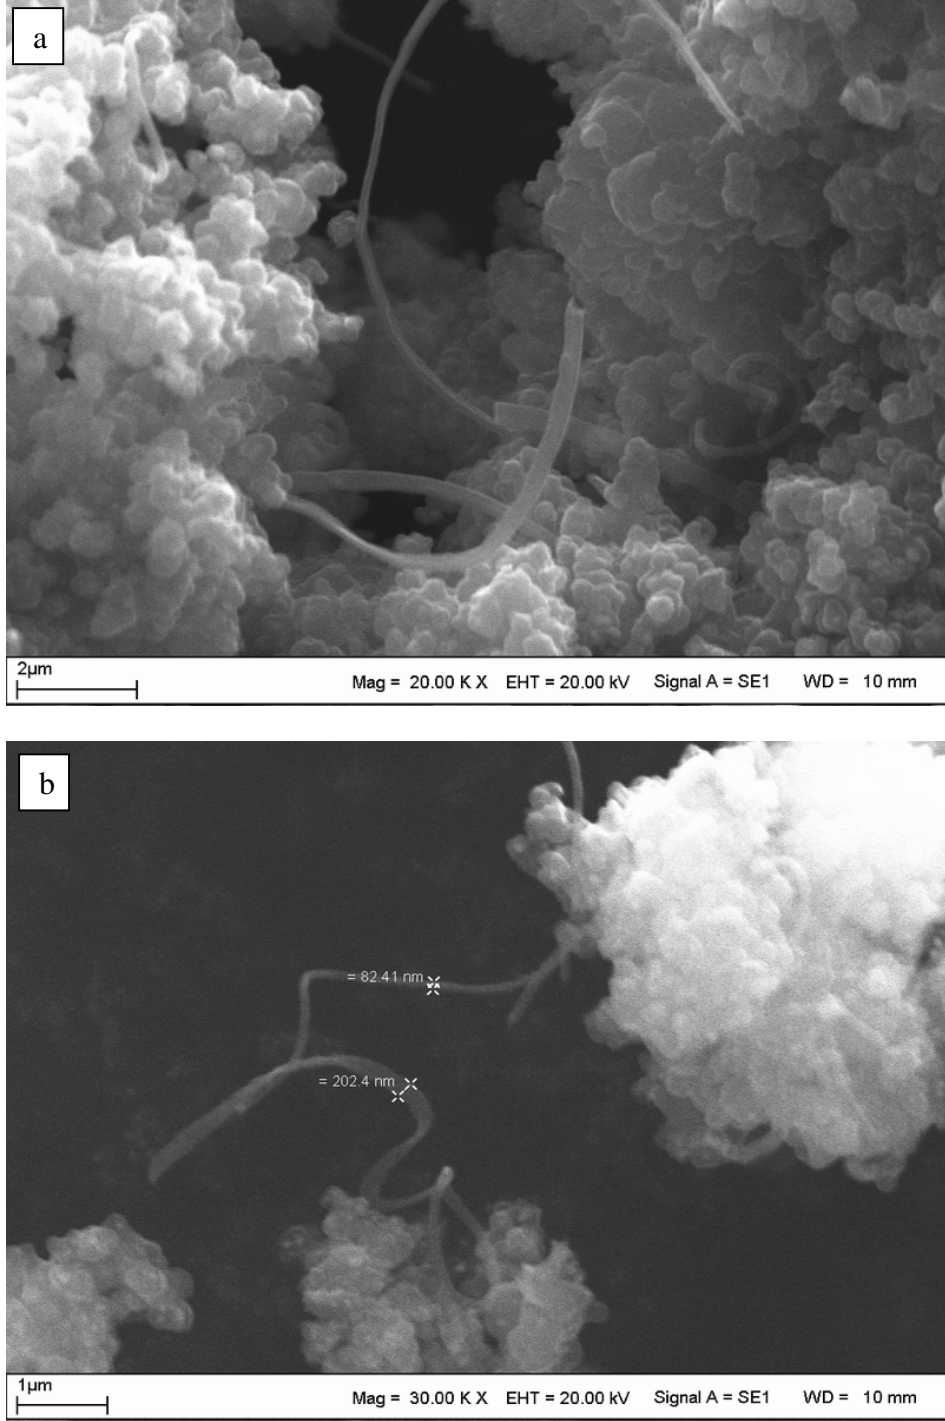 a
2µm
Mag = 20.00 K X EHT = 20.00 kV Signal A = SE1 WD = 10 mm
b
= 82.41 nm
= 202.4 nm
1µm
Mag = 30.00 K X EHT = 20.00 kV Signal A = SE1 WD = 10 mm